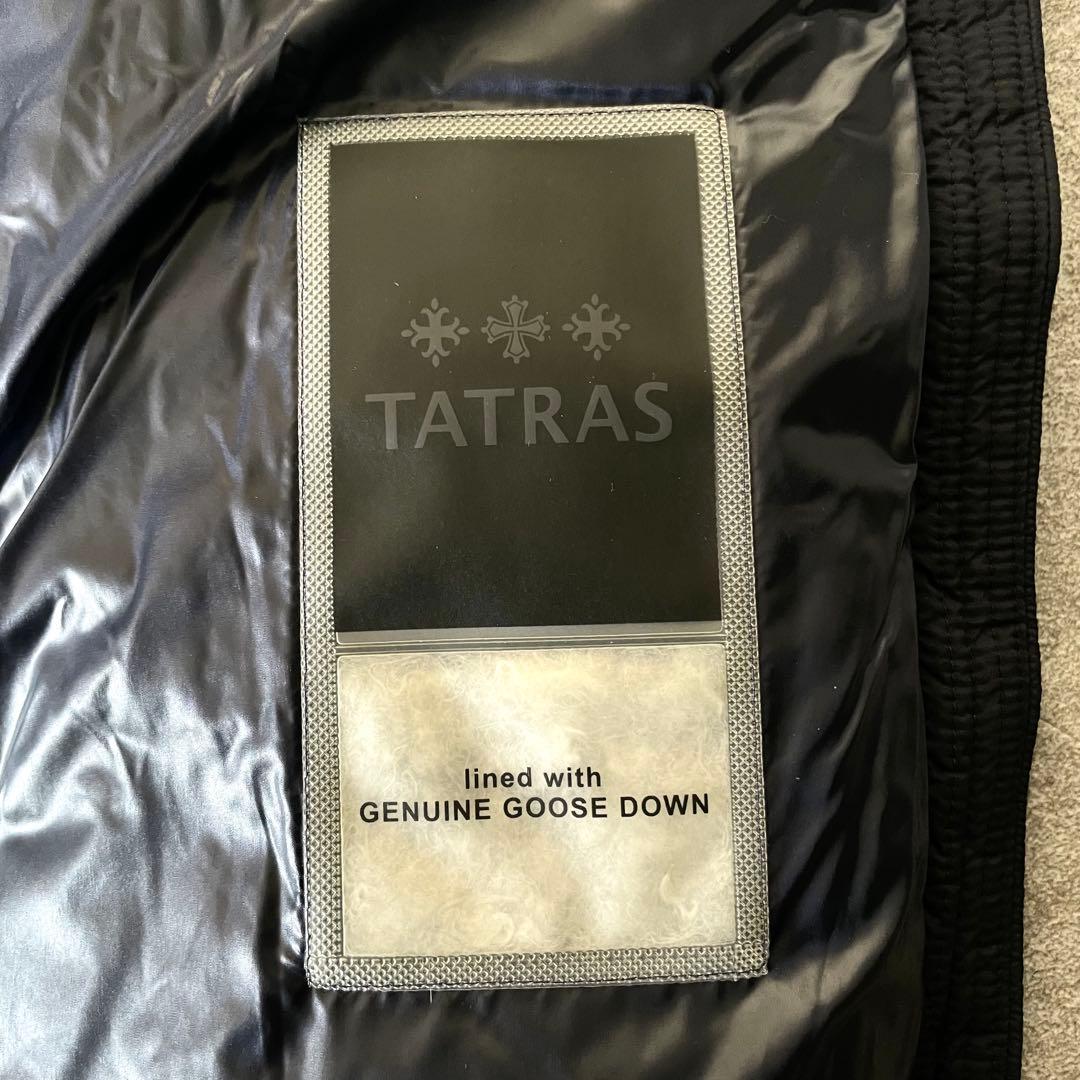 TATRAS
lined with
GENUINE GOOSE DOWN